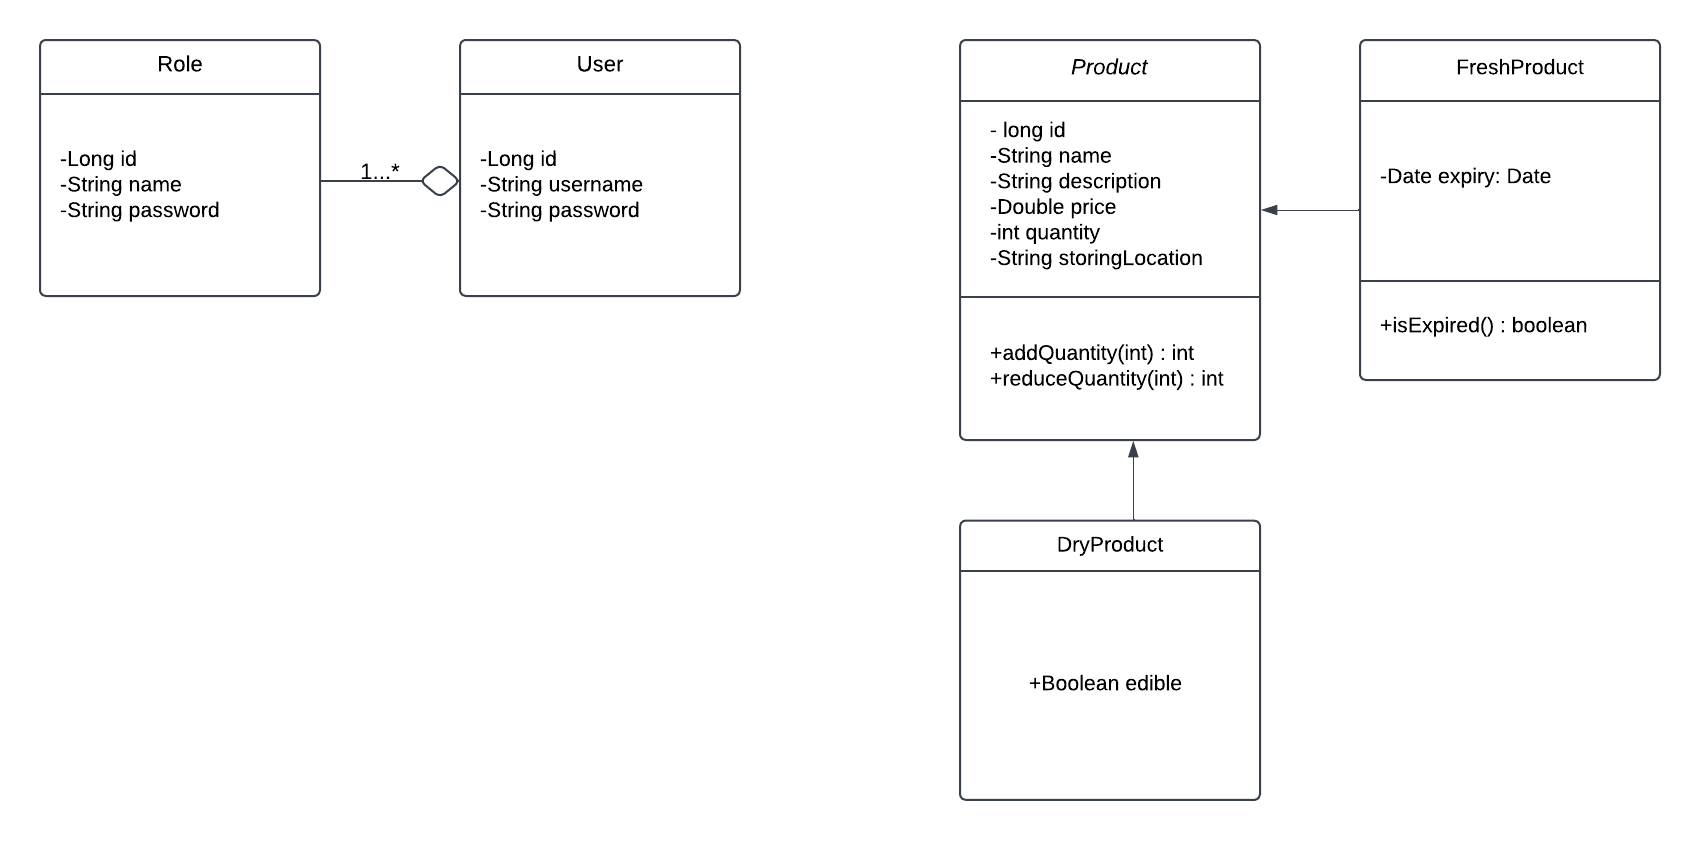 Role
-Long id
-String name
-String password
1...*
User
-Long id
-String username
-String password
Product
- long id
-String name
-String description
-Double price
-int quantity
-String storingLocation
+addQuantity(int) : int
+reduceQuantity(int) : int
FreshProduct
-Date expiry: Date
+isExpired() : boolean
DryProduct
+Boolean edible